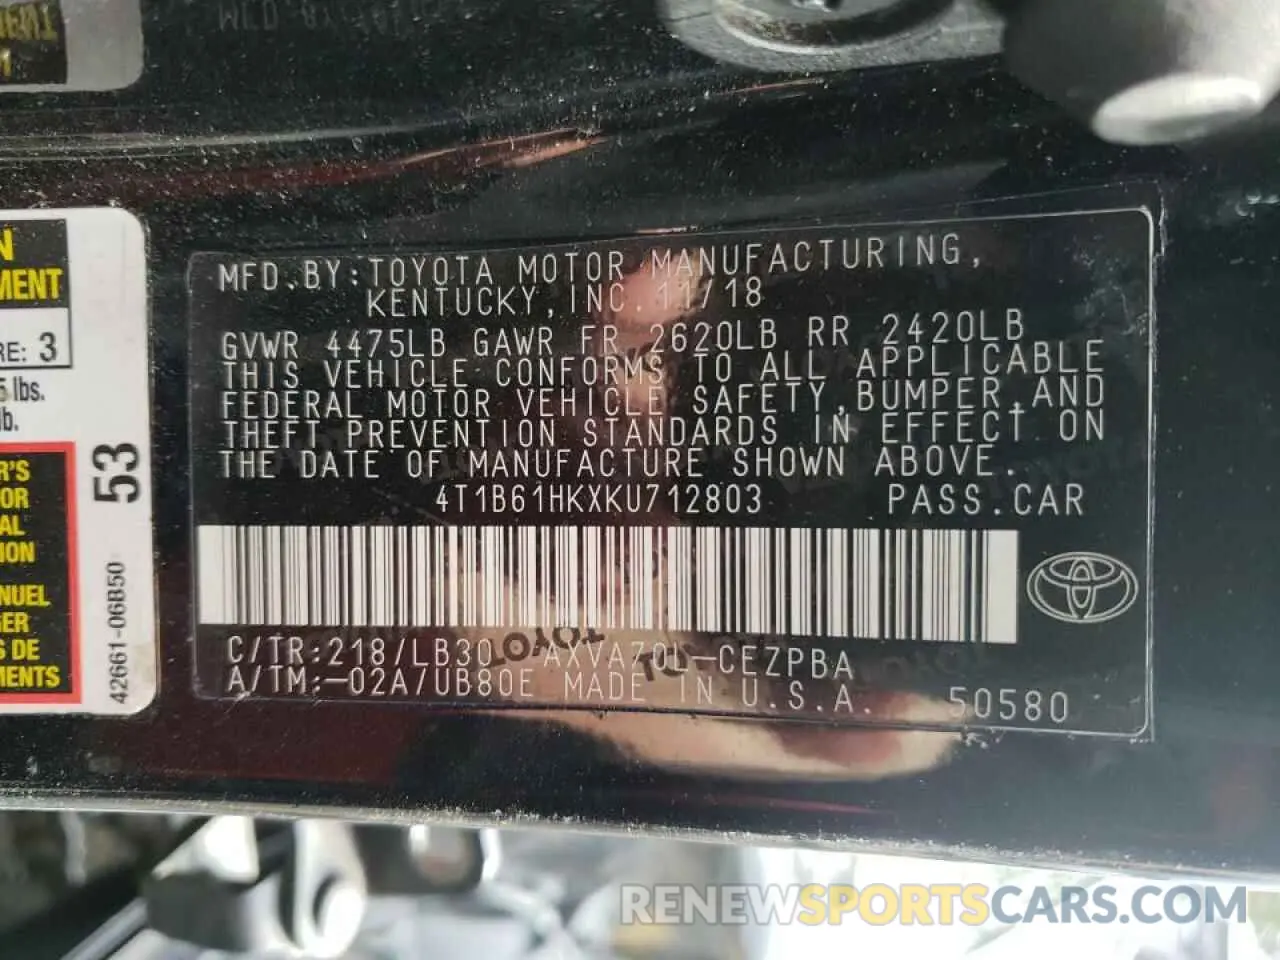 N
MENT
RE: 3
5 lbs.
lb.
R'S
OR
AL
ION
NUEL
GER
S DE
MENTS
53
42661-06B50
MFD.BY:TOYOTA MOTOR MANUFACTURING,
KENTUCKY,INC.11/18
GVWR 4475LB GAWR FR 2620LB RR 2420LB
THIS VEHICLE CONFORMS TO ALL APPLICABLE
FEDERAL MOTOR VEHICLE SAFETY,BUMPER,AND
THEFT PREVENTION STANDARDS IN EFFECT ON
THE DATE OF MANUFACTURE SHOWN ABOVE.
4T1B61HKXKU712803 PASS.CAR
C/TR:218/LB30 AXVA70L-CEZPBA
A/TM:-02A/UB80E MADE IN U.S.A. 50580
RENEWSPORTSCARS.COM